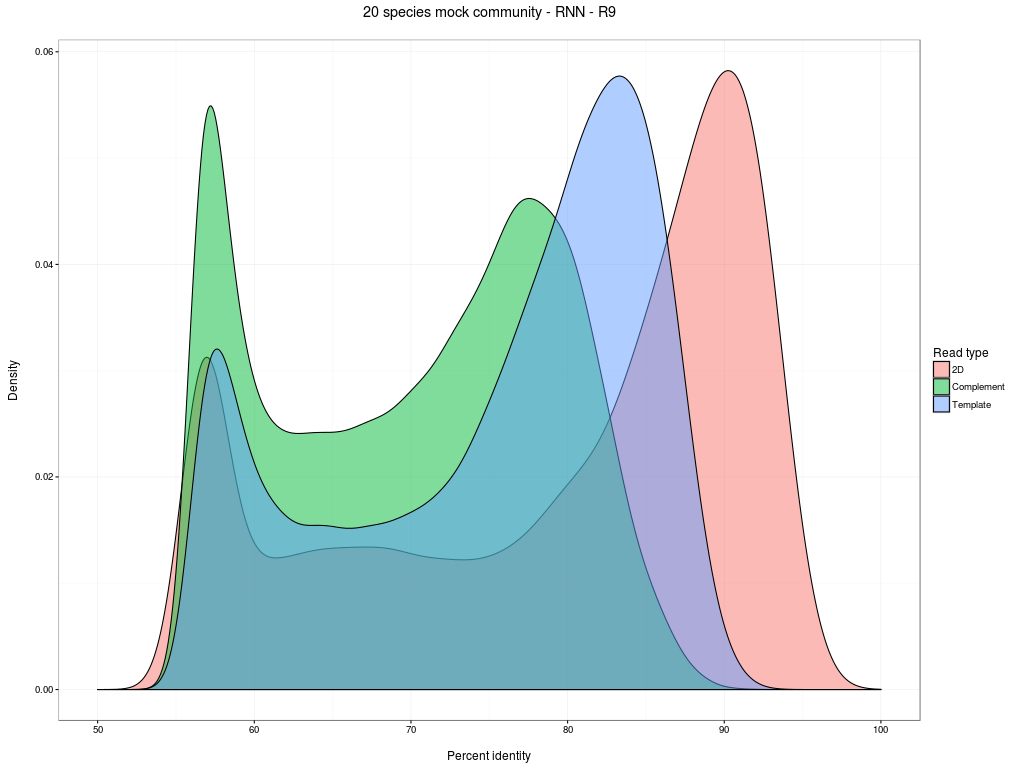 20 species mock community - RNN - R9
0.06
0.04
0.02
0.00
Density
50 60 70 80 90 100
Percent identity
Read type
2D
Complement
Template